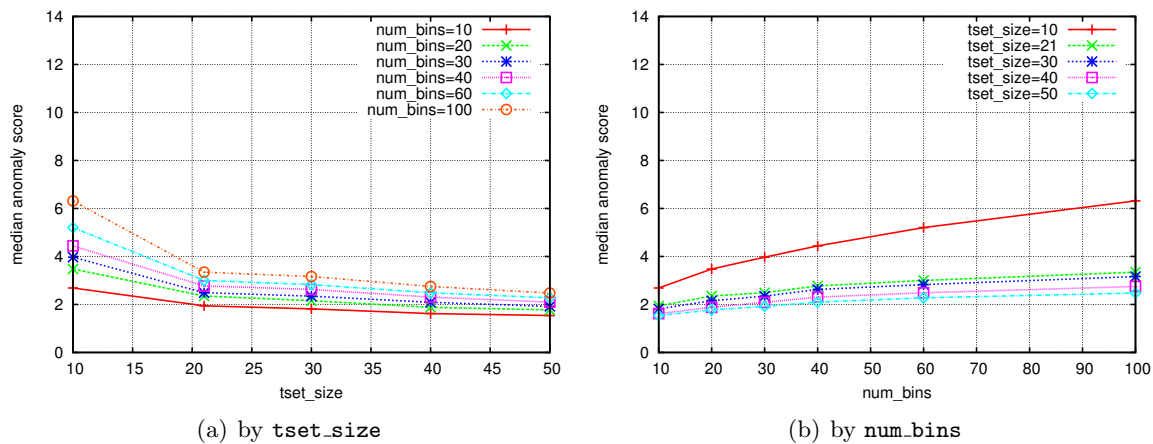 median anomaly score
14
12
10
8
6
4
2
0
num_bins=10
num_bins=20
num_bins=30
num_bins=40
num_bins=60
num_bins=100
10 15 20 25 30 35 40 45 50
tset_size
(a) by tset_size
median anomaly score
14
12
10
8
6
4
2
0
tset_size=10
tset_size=21
tset_size=30
tset_size=40
tset_size=50
10 20 30 40 50 60 70 80 90 100
num_bins
(b) by num_bins